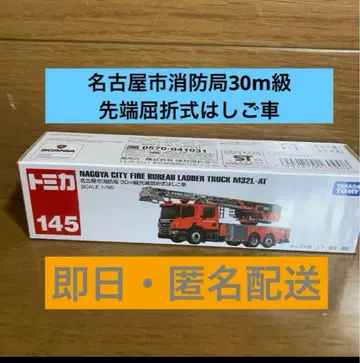 名古屋市消防局30m級
先端屈折式はしご車
SCANIA
0570-041031
トミカ
145
NAGOYA CITY FIRE BUREAU LADDER TRUCK M32L-AT
名古屋市消防局 30m級先端屈折式はしご車
SCALE 1/90
TAKARA TOMY
即日・匿名配送